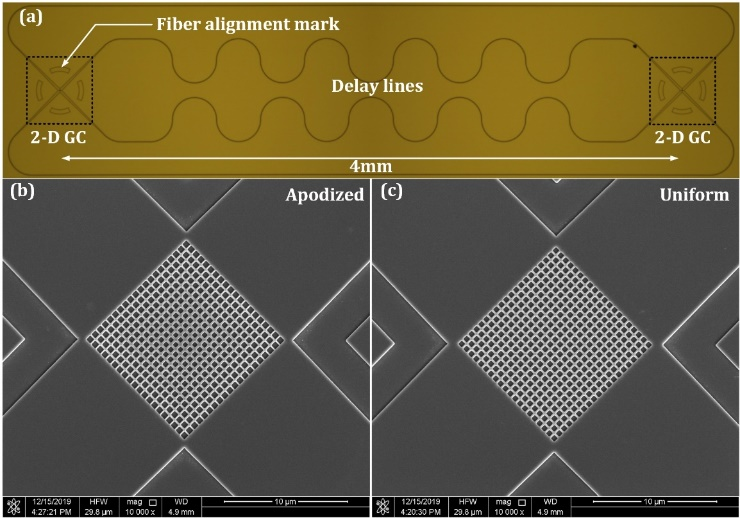 (a)
Fiber alignment mark
Delay lines
2-D GC
2-D GC
4mm
(b)
Apodized
(c)
Uniform
12/15/2019 HFW mag WD
4:27:21 PM 29.8 µm 10 000 x 4.9 mm
10 µm
12/15/2019 HFW mag WD
4:20:30 PM 29.8 µm 10 000 x 4.9 mm
10 µm